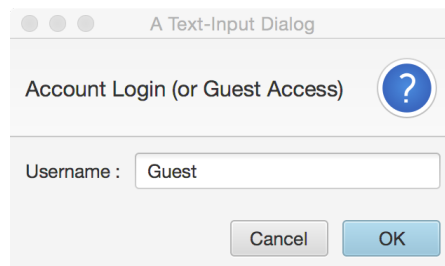 A Text-Input Dialog
Account Login (or Guest Access)
?
Username : Guest
Cancel OK